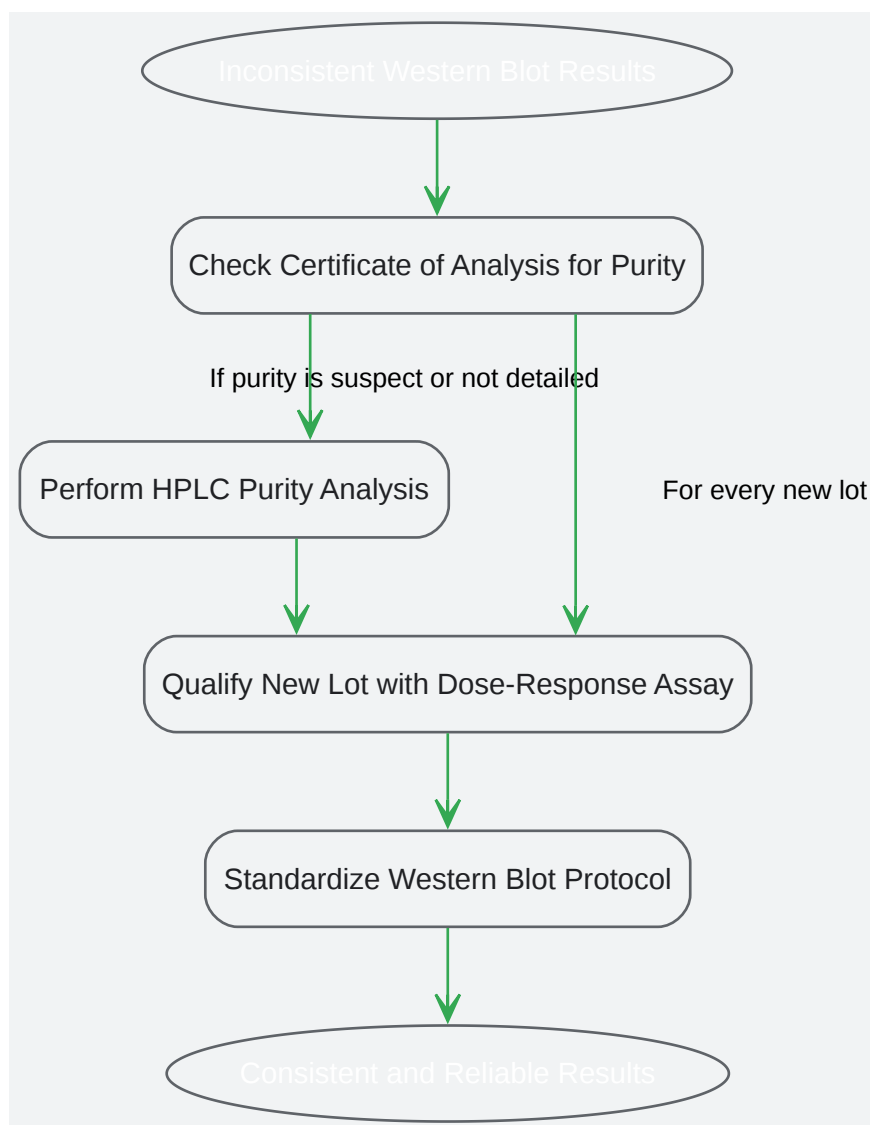 Inconsistent Western Blot Results
Check Certificate of Analysis for Purity
If purity is suspect or not detailed
Perform HPLC Purity Analysis
For every new lot
Qualify New Lot with Dose-Response Assay
Standardize Western Blot Protocol
Consistent and Reliable Results